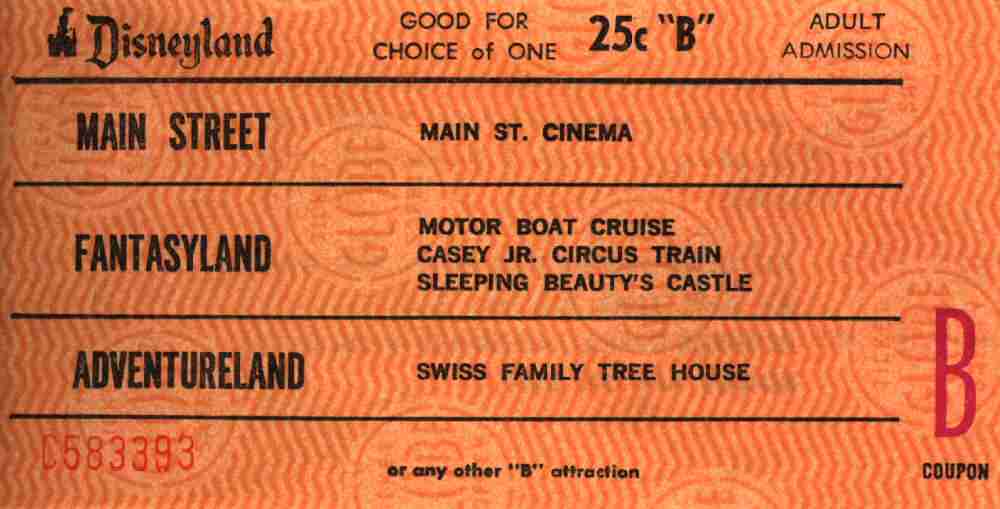 Disneyland GOOD FOR CHOICE of ONE 25c "B" ADULT ADMISSION
MAIN STREET MAIN ST. CINEMA
FANTASYLAND MOTOR BOAT CRUISE
CASEY JR. CIRCUS TRAIN
SLEEPING BEAUTY'S CASTLE
ADVENTURELAND SWISS FAMILY TREE HOUSE
B
COUPON
C583393
or any other "B" attraction
GLOBE